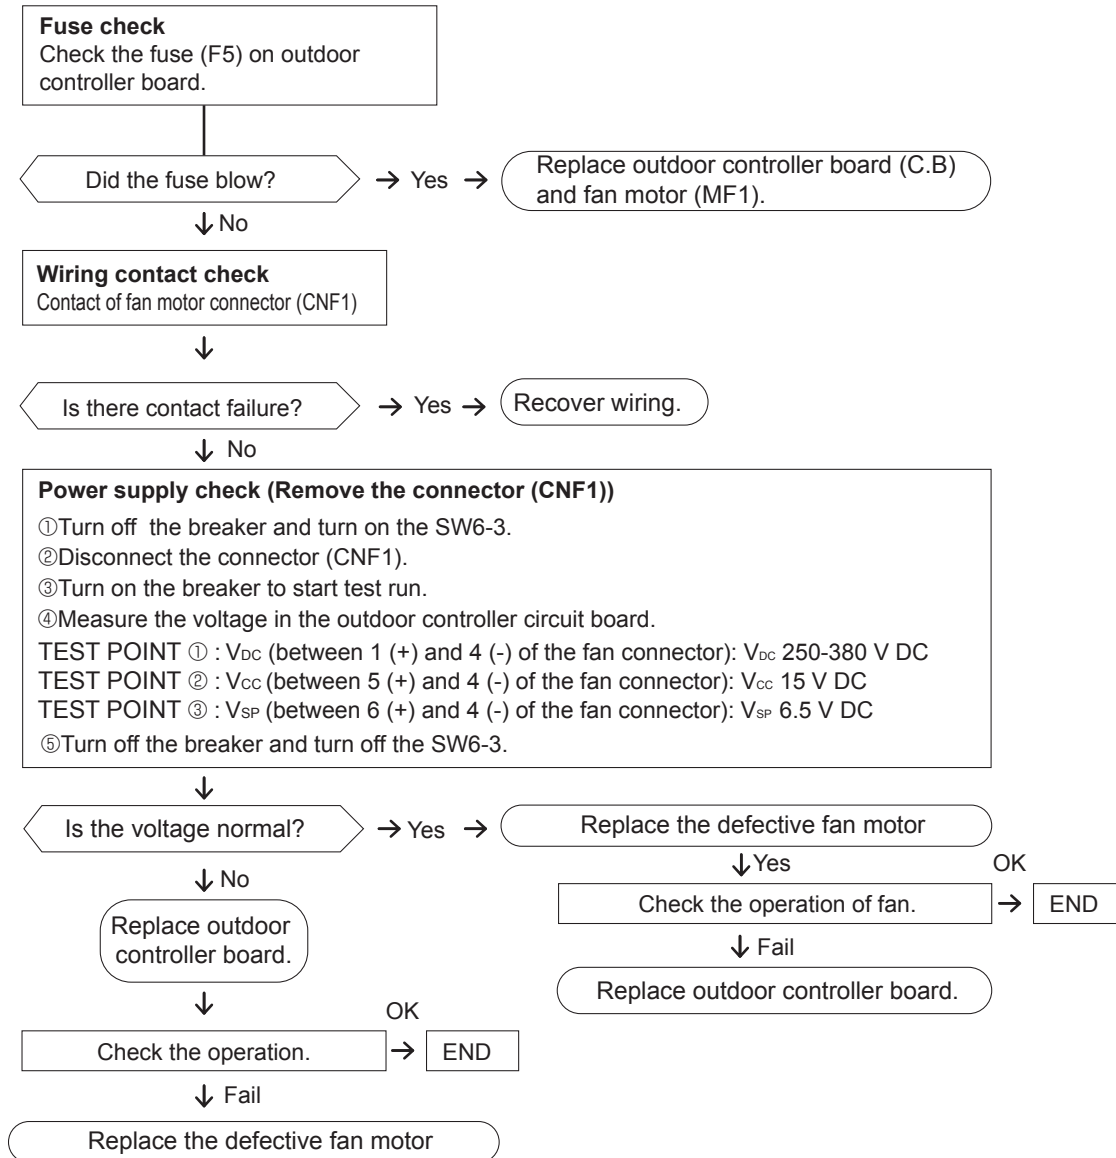 Fuse check
Check the fuse (F5) on outdoor
controller board.
Did the fuse blow?
Yes
Replace outdoor controller board (C.B)
and fan motor (MF1).
No
Wiring contact check
Contact of fan motor connector (CNF1)
Is there contact failure?
Yes
Recover wiring.
No
Power supply check (Remove the connector (CNF1))
①Turn off the breaker and turn on the SW6-3.
②Disconnect the connector (CNF1).
③Turn on the breaker to start test run.
④Measure the voltage in the outdoor controller circuit board.
TEST POINT ① : VDC (between 1 (+) and 4 (-) of the fan connector): VDC 250-380 V DC
TEST POINT ② : VCC (between 5 (+) and 4 (-) of the fan connector): VCC 15 V DC
TEST POINT ③ : VSP (between 6 (+) and 4 (-) of the fan connector): VSP 6.5 V DC
⑤Turn off the breaker and turn off the SW6-3.
Is the voltage normal?
Yes
Replace the defective fan motor
Yes
OK
Check the operation of fan.
END
Fail
Replace outdoor controller board.
No
Replace outdoor
controller board.
OK
Check the operation.
END
Fail
Replace the defective fan motor